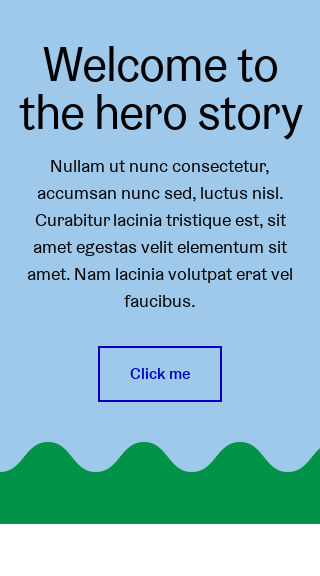 Welcome to
the hero story
Nullam ut nunc consectetur,
accumsan nunc sed, luctus nisl.
Curabitur lacinia tristique est, sit
amet egestas velit elementum sit
amet. Nam lacinia volutpat erat vel
faucibus.
Click me